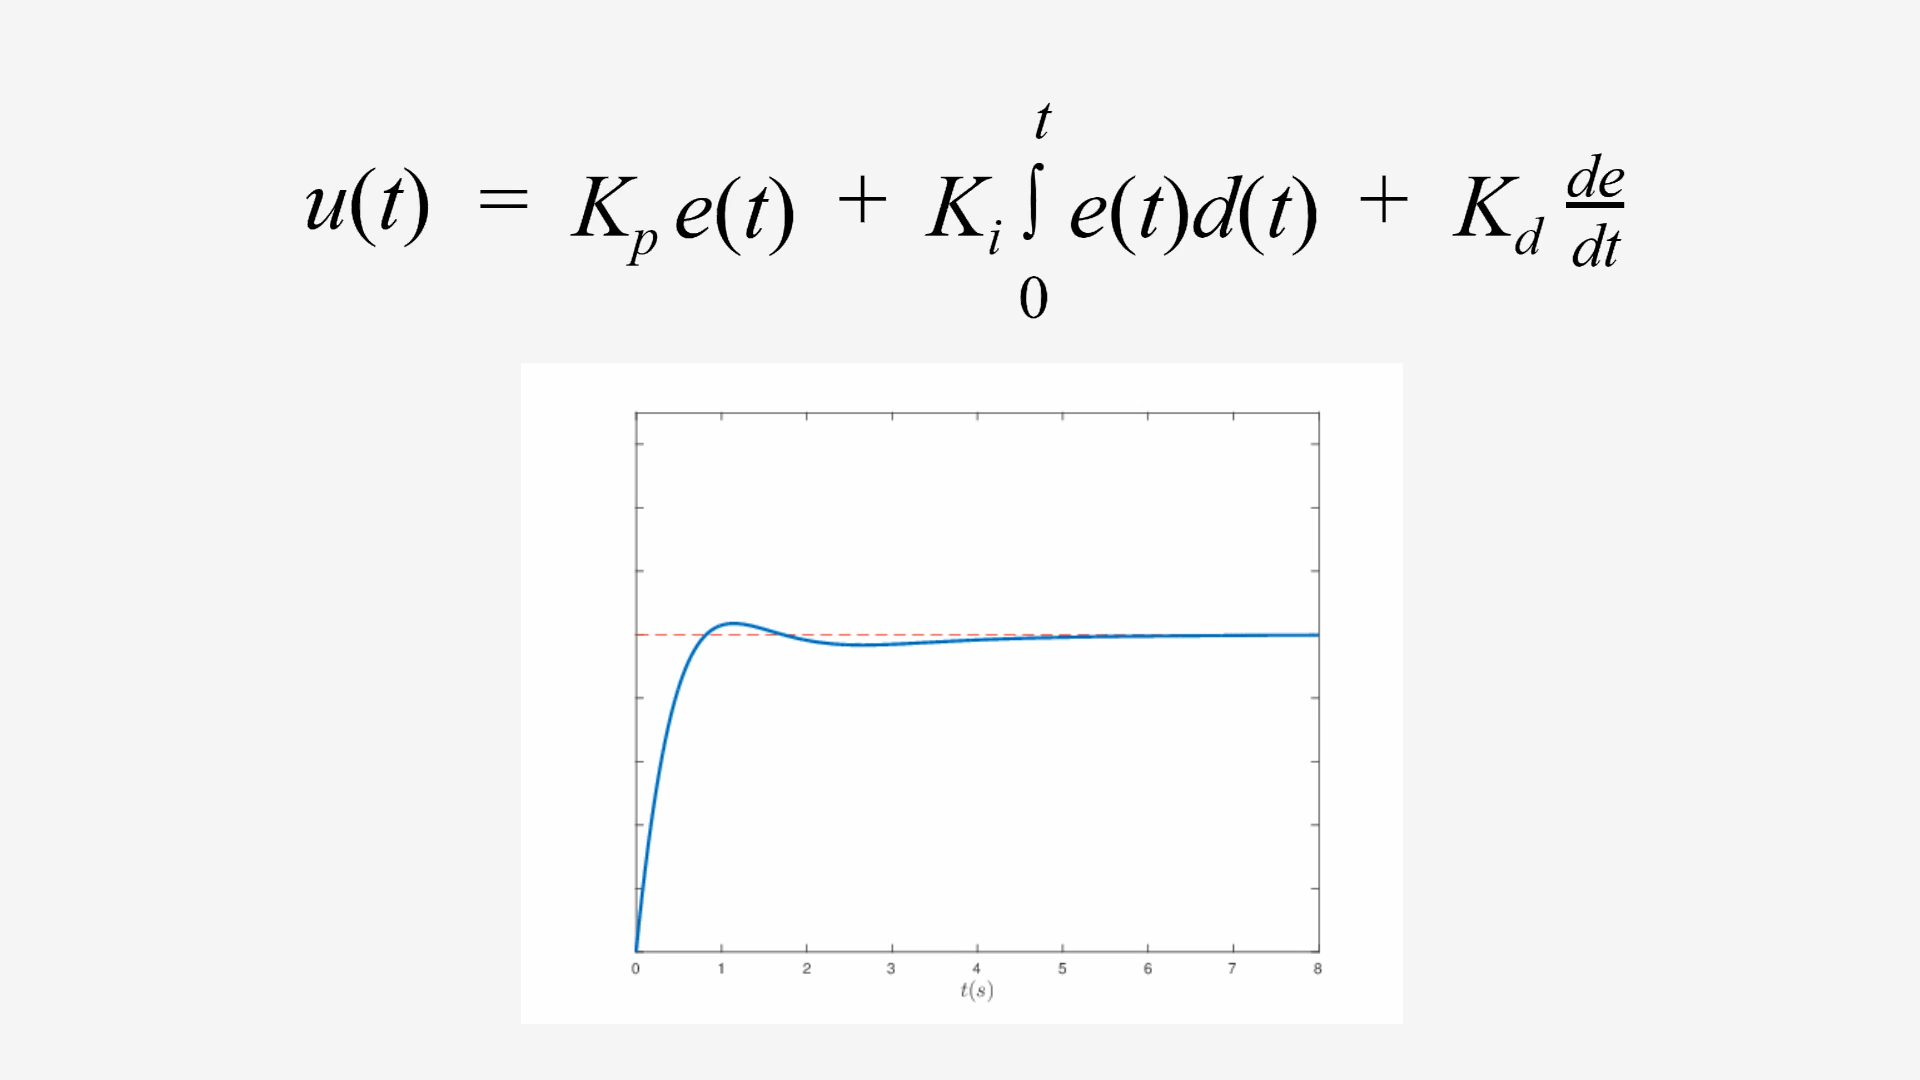 u(t) = K_p e(t) + K_i ∫_0^t e(t)d(t) + K_d de/dt
0 1 2 3 4 5 6 7 8
t(s)